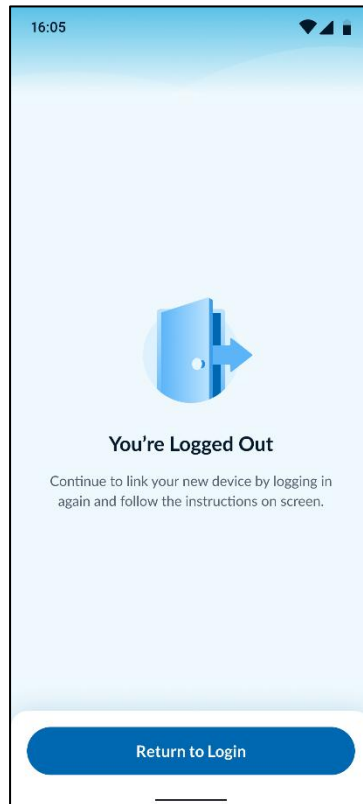 16:05
You're Logged Out
Continue to link your new device by logging in
again and follow the instructions on screen.
Return to Login